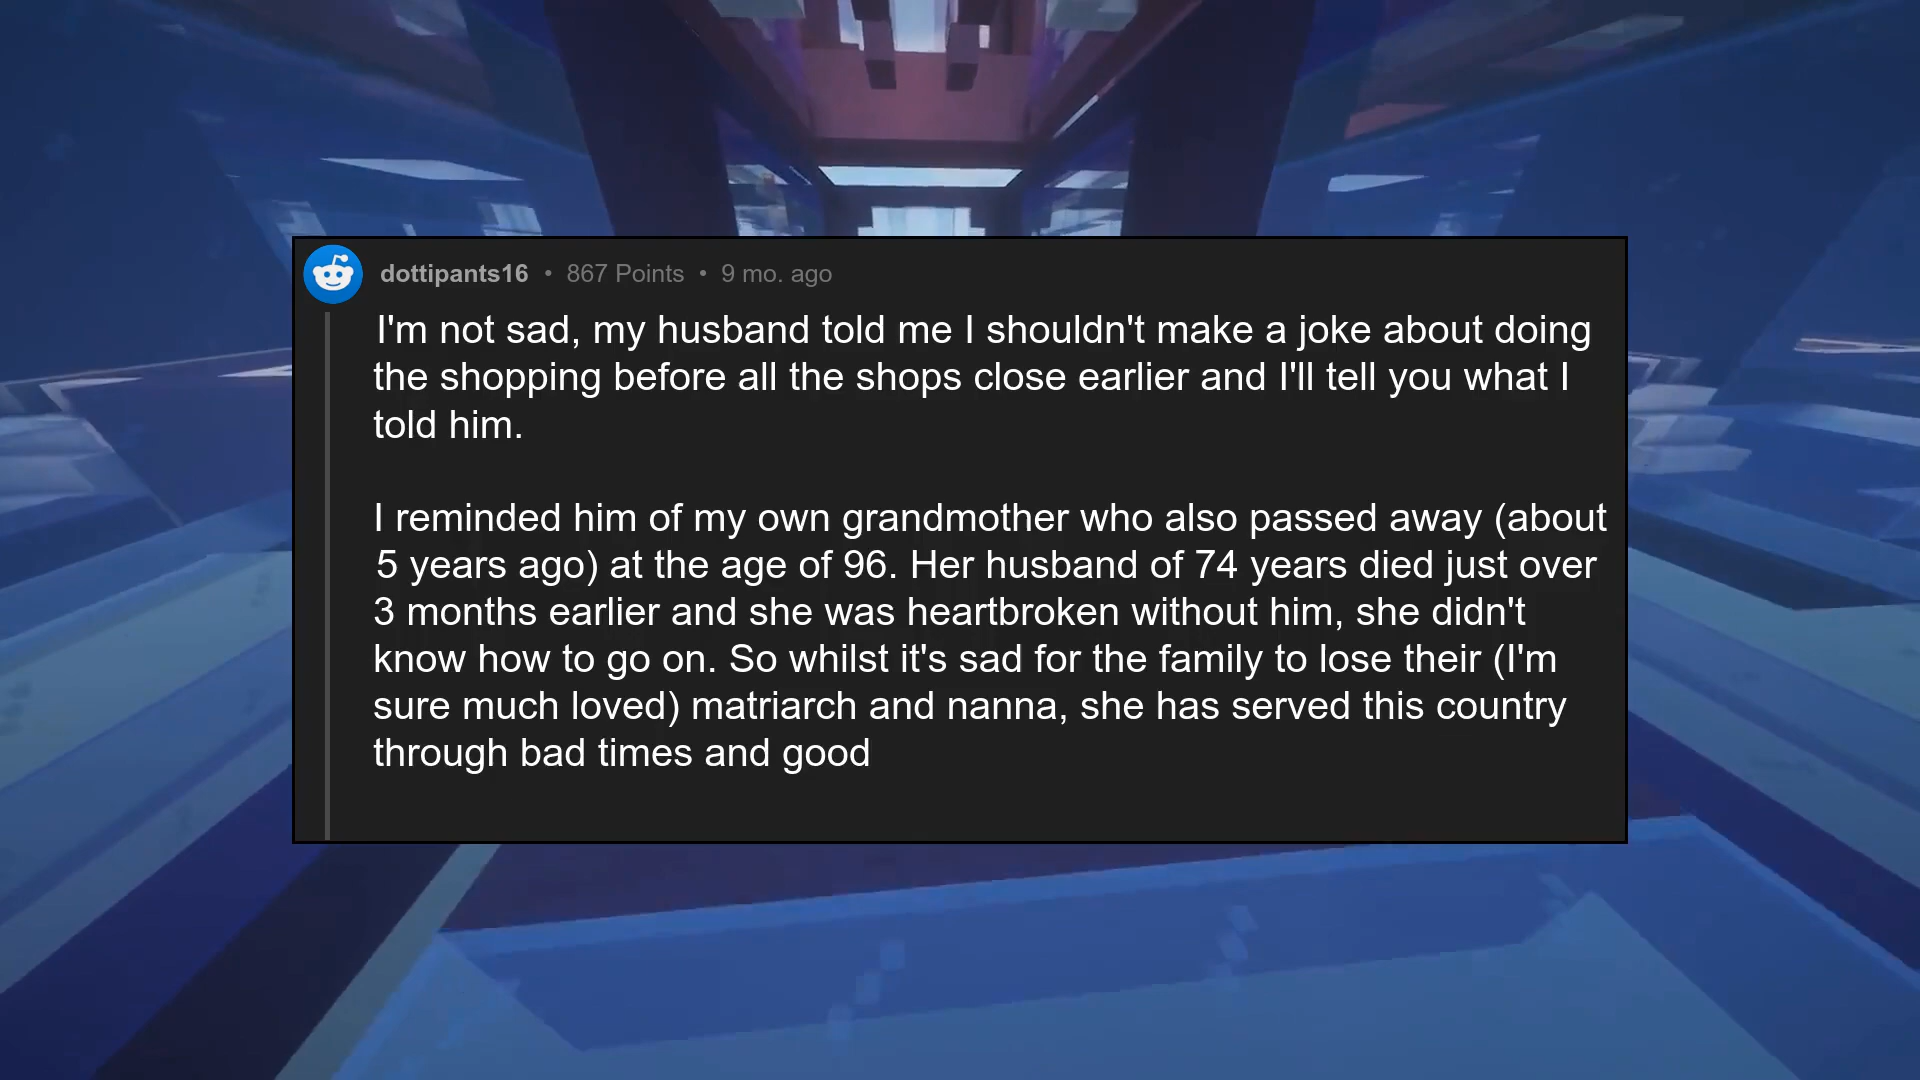 dottipants16 • 867 Points • 9 mo. ago
I'm not sad, my husband told me I shouldn't make a joke about doing
the shopping before all the shops close earlier and I'll tell you what I
told him.
I reminded him of my own grandmother who also passed away (about
5 years ago) at the age of 96. Her husband of 74 years died just over
3 months earlier and she was heartbroken without him, she didn't
know how to go on. So whilst it's sad for the family to lose their (I'm
sure much loved) matriarch and nanna, she has served this country
through bad times and good